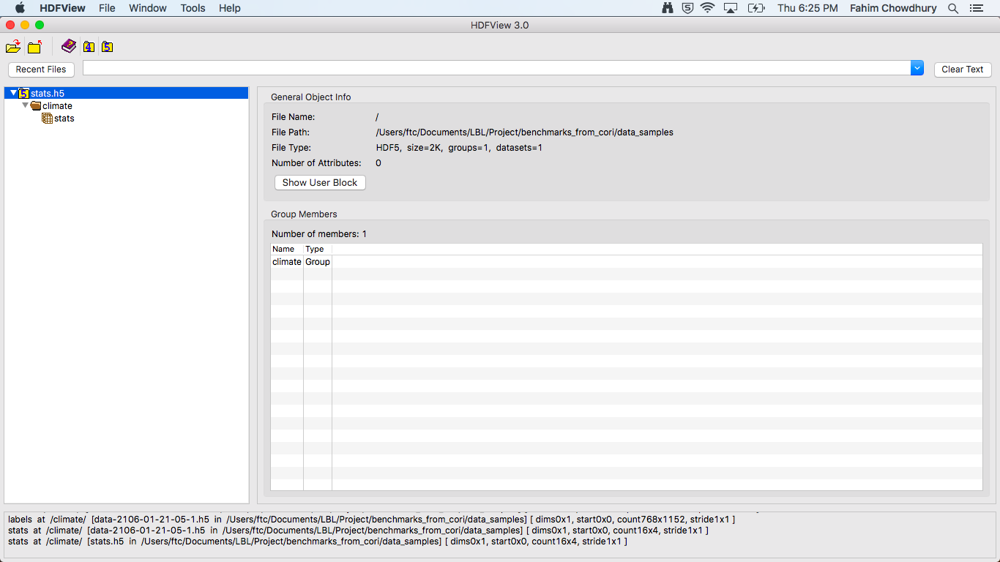 HDFView File Window Tools Help Thu 6:25 PM Fahim Chowdhury
HDFView 3.0
4 5
Recent Files Clear Text
5 stats.h5
climate
stats
General Object Info
File Name: /
File Path: /Users/ftc/Documents/LBL/Project/benchmarks_from_cori/data_samples
File Type: HDF5, size=2K, groups=1, datasets=1
Number of Attributes: 0
Show User Block
Group Members
Number of members: 1
Name Type
climate Group
labels at /climate/ [data-2106-01-21-05-1.h5 in /Users/ftc/Documents/LBL/Project/benchmarks_from_cori/data_samples] [ dims0x1, start0x0, count768x1152, stride1x1 ]
stats at /climate/ [data-2106-01-21-05-1.h5 in /Users/ftc/Documents/LBL/Project/benchmarks_from_cori/data_samples] [ dims0x1, start0x0, count16x4, stride1x1 ]
stats at /climate/ [stats.h5 in /Users/ftc/Documents/LBL/Project/benchmarks_from_cori/data_samples] [ dims0x1, start0x0, count16x4, stride1x1 ]